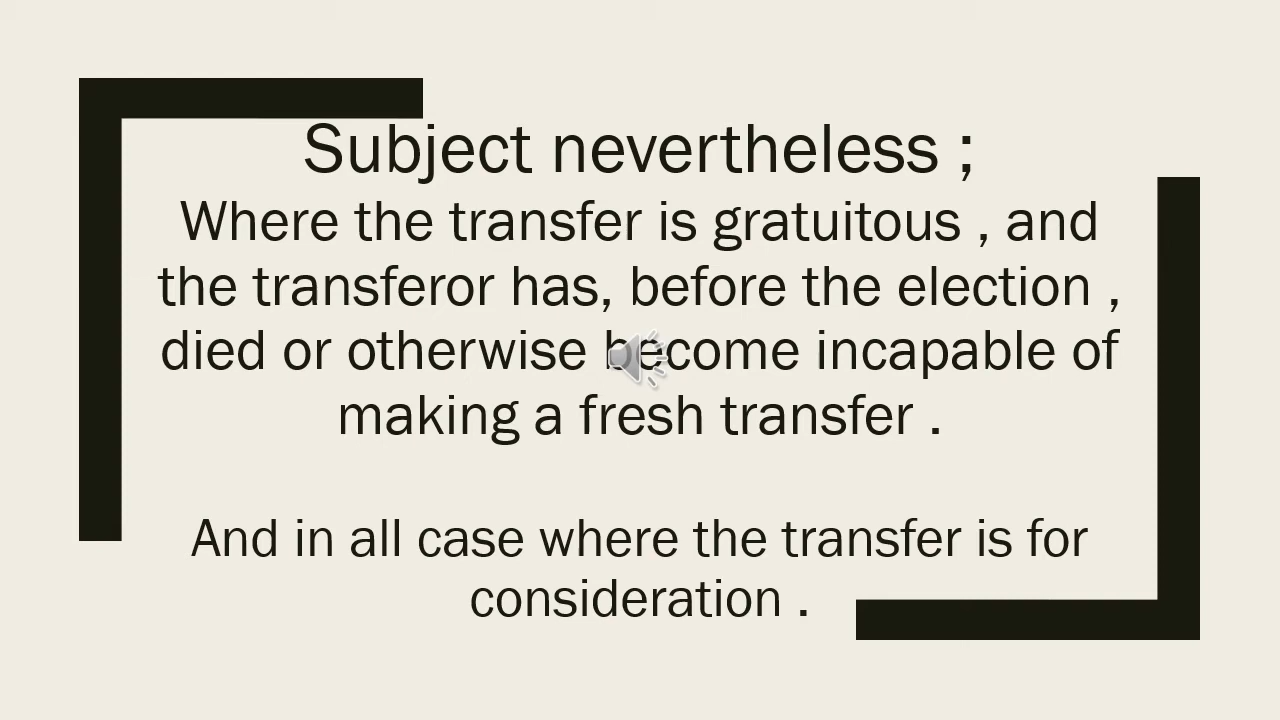 Subject nevertheless ;
Where the transfer is gratuitous , and
the transferor has, before the election ,
died or otherwise become incapable of
making a fresh transfer .
And in all case where the transfer is for
consideration .